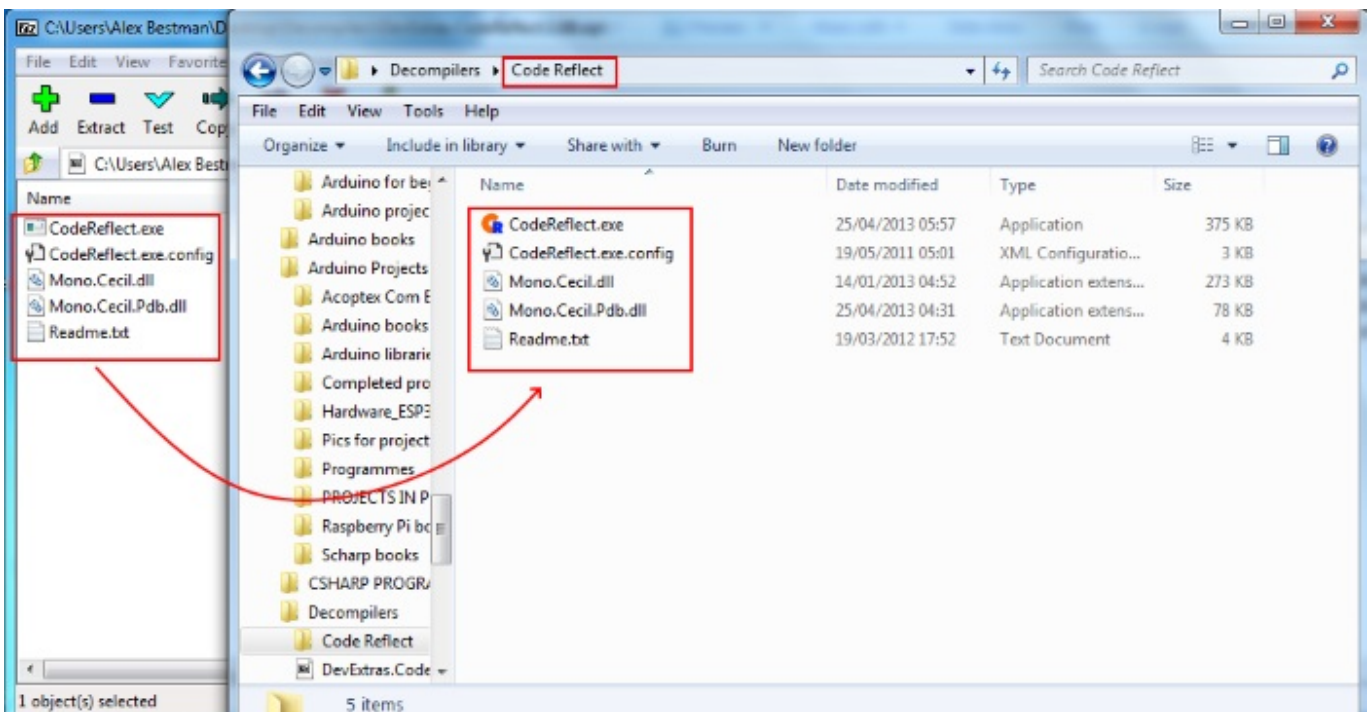 C:\Users\Alex Bestman\D
File Edit View Favorite
Add Extract Test Cop
C:\Users\Alex Besti
Name
CodeReflect.exe
CodeReflect.exe.config
Mono.Cecil.dll
Mono.Cecil.Pdb.dll
Readme.txt
1 object(s) selected
Decompilers Code Reflect
Search Code Reflect
File Edit View Tools Help
Organize Include in library Share with Burn New folder
Arduino for beg
Arduino projec
Arduino books
Arduino Projects
Acoptex Com E
Arduino books
Arduino librarie
Completed pro
Hardware_ESP3
Pics for project
Programmes
PROJECTS IN P
Raspberry Pi bo
Scharp books
CSHARP PROGRA
Decompilers
Code Reflect
DevExtras.Code
Name Date modified Type Size
CodeReflect.exe 25/04/2013 05:57 Application 375 KB
CodeReflect.exe.config 19/05/2011 05:01 XML Configuratio... 3 KB
Mono.Cecil.dll 14/01/2013 04:52 Application extens... 273 KB
Mono.Cecil.Pdb.dll 25/04/2013 04:31 Application extens... 78 KB
Readme.txt 19/03/2012 17:52 Text Document 4 KB
5 items